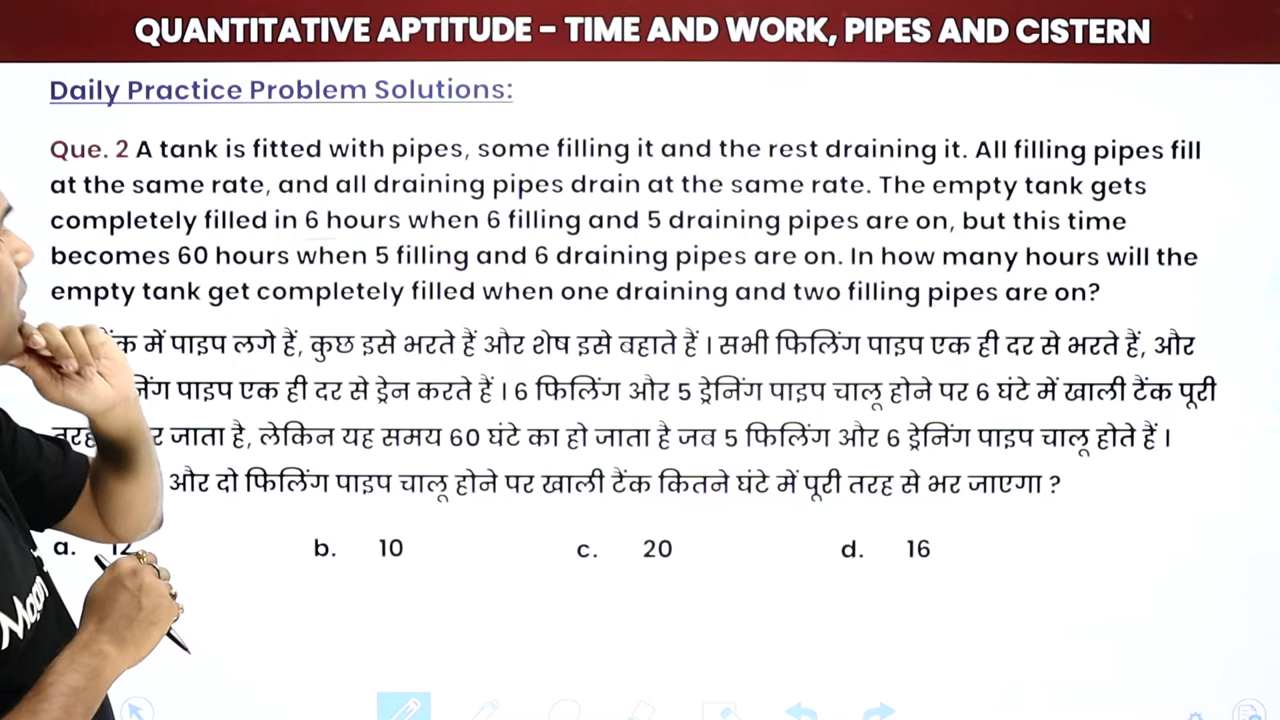 QUANTITATIVE APTITUDE - TIME AND WORK, PIPES AND CISTERN
Daily Practice Problem Solutions:
Que. 2 A tank is fitted with pipes, some filling it and the rest draining it. All filling pipes fill
at the same rate, and all draining pipes drain at the same rate. The empty tank gets
completely filled in 6 hours when 6 filling and 5 draining pipes are on, but this time
becomes 60 hours when 5 filling and 6 draining pipes are on. In how many hours will the
empty tank get completely filled when one draining and two filling pipes are on?
में पाइप लगे हैं, कुछ इसे भरते हैं और शेष इसे बहाते हैं । सभी फिलिंग पाइप एक ही दर से भरते हैं, और
पाइप एक ही दर से ड्रेन करते हैं । 6 फिलिंग और 5 ड्रेनिंग पाइप चालू होने पर 6 घंटे में खाली टैंक पूरी
जाता है, लेकिन यह समय 60 घंटे का हो जाता है जब 5 फिलिंग और 6 ड्रेनिंग पाइप चालू होते हैं ।
और दो फिलिंग पाइप चालू होने पर खाली टैंक कितने घंटे में पूरी तरह से भर जाएगा ?
a. 12 b. 10 c. 20 d. 16